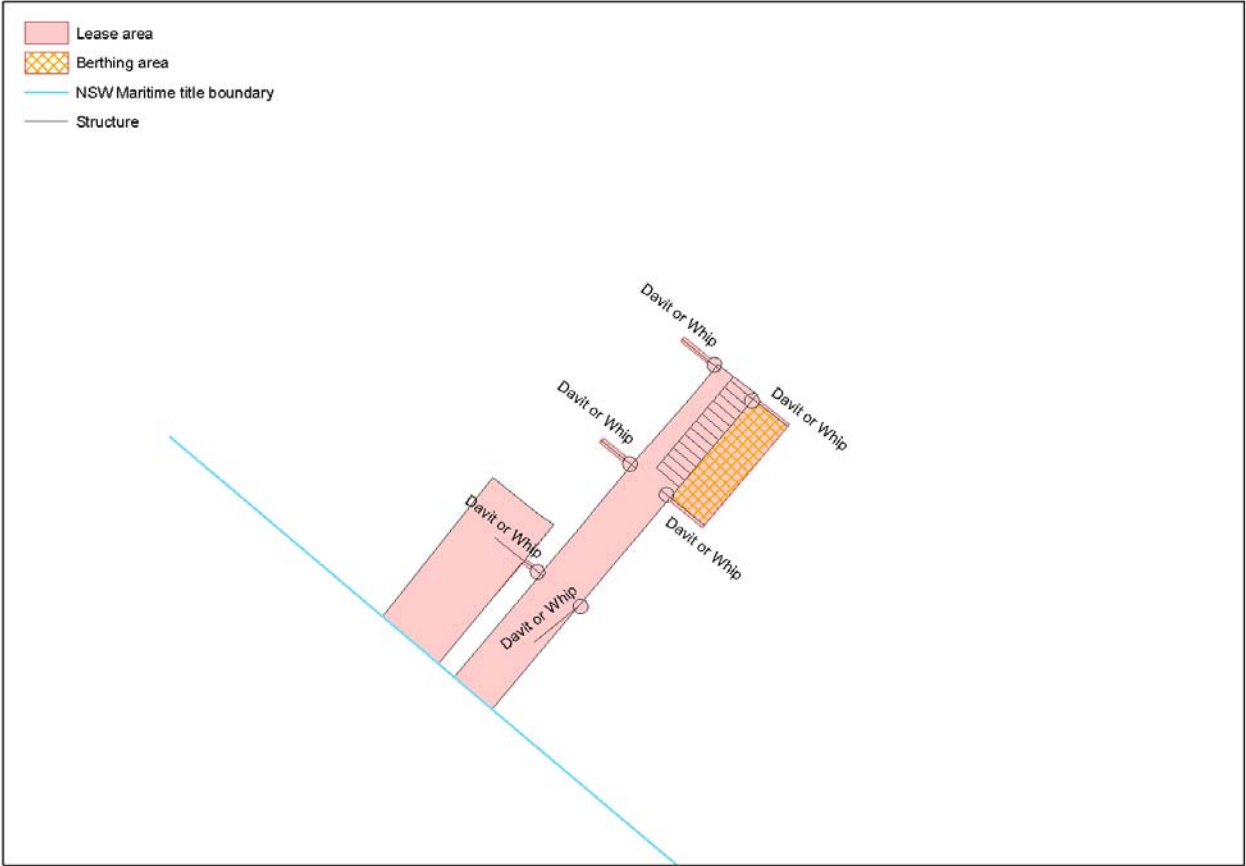 Lease area
Berthing area
NSW Maritime title boundary
Structure
Davit or Whip
Davit or Whip
Davit or Whip
Davit or Whip
Davit or Whip
Davit or Whip